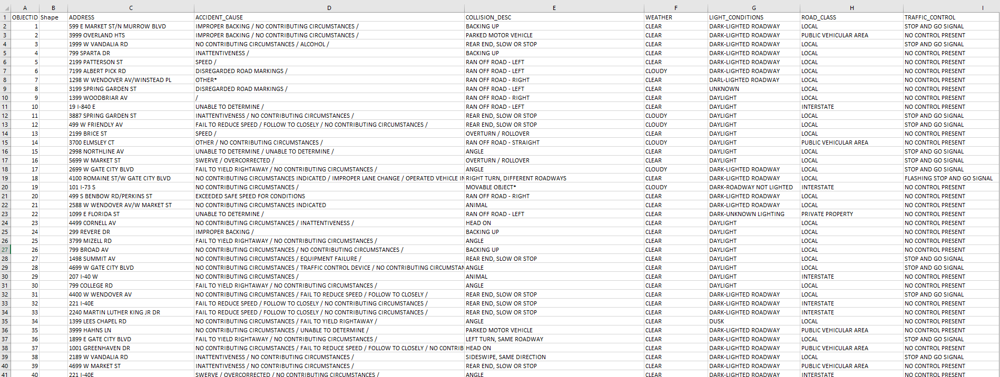 A B C D E F G H I
1 OBJECTID Shape ADDRESS ACCIDENT_CAUSE COLLISION_DESC WEATHER LIGHT_CONDITIONS ROAD_CLASS TRAFFIC_CONTROL
2 1 599 E MARKET ST/N MURROW BLVD IMPROPER BACKING / NO CONTRIBUTING CIRCUMSTANCES / BACKING UP CLEAR DARK-LIGHTED ROADWAY LOCAL STOP AND GO SIGNAL
3 2 3999 OVERLAND HTS IMPROPER BACKING / NO CONTRIBUTING CIRCUMSTANCES / PARKED MOTOR VEHICLE CLEAR DARK-LIGHTED ROADWAY PUBLIC VEHICULAR AREA NO CONTROL PRESENT
4 3 1999 W VANDALIA RD NO CONTRIBUTING CIRCUMSTANCES / ALCOHOL / REAR END, SLOW OR STOP CLEAR DARK-LIGHTED ROADWAY LOCAL STOP AND GO SIGNAL
5 4 799 SPARTA DR INATTENTIVENESS / BACKING UP CLEAR DARK-LIGHTED ROADWAY LOCAL NO CONTROL PRESENT
6 5 2199 PATTERSON ST SPEED / RAN OFF ROAD - LEFT CLEAR DARK-LIGHTED ROADWAY LOCAL NO CONTROL PRESENT
7 6 7199 ALBERT PICK RD DISREGARDED ROAD MARKINGS / RAN OFF ROAD - LEFT CLOUDY DARK-LIGHTED ROADWAY LOCAL NO CONTROL PRESENT
8 7 1298 W WENDOVER AV/WINSTEAD PL OTHER* RAN OFF ROAD - RIGHT CLEAR DARL-LIGHTED ROADWAY LOCAL NO CONTROL PRESENT
9 8 3199 SPRING GARDEN ST DISREGARDED ROAD MARKINGS / RAN OFF ROAD - LEFT CLEAR UNKNOWN LOCAL NO CONTROL PRESENT
10 9 1399 WOODBRIAR AV / RAN OFF ROAD - RIGHT CLEAR DAYLIGHT LOCAL NO CONTROL PRESENT
11 10 19 I-840 E UNABLE TO DETERMINE / RAN OFF ROAD - LEFT CLEAR DAYLIGHT INTERSTATE NO CONTROL PRESENT
12 11 3887 SPRING GARDEN ST INATTENTIVENESS / NO CONTRIBUTING CIRCUMSTANCES / REAR END, SLOW OR STOP CLOUDY DAYLIGHT LOCAL STOP AND GO SIGNAL
13 12 499 W FRIENDLY AV FAIL TO REDUCE SPEED / FOLLOW TO CLOSELY / NO CONTRIBUTING CIRCUMSTANCES / REAR END, SLOW OR STOP CLOUDY DAYLIGHT LOCAL STOP AND GO SIGNAL
14 13 2199 BRICE ST SPEED / OVERTURN / ROLLOVER CLEAR DAYLIGHT LOCAL NO CONTROL PRESENT
15 14 3700 ELMSLEY CT OTHER / NO CONTRIBUTING CIRCUMSTANCES / RAN OFF ROAD - STRAIGHT CLOUDY DAYLIGHT PUBLIC VEHICULAR AREA NO CONTROL PRESENT
16 15 2998 NORTHLINE AV UNABLE TO DETERMINE / UNABLE TO DETERMINE / ANGLE CLEAR DAYLIGHT LOCAL STOP AND GO SIGNAL
17 16 5699 W MARKET ST SWERVE / OVERCORRECTED / OVERTURN / ROLLOVER CLEAR DAYLIGHT LOCAL STOP AND GO SIGNAL
18 17 2699 W GATE CITY BLVD FAIL TO YIELD RIGHTAWAY / NO CONTRIBUTING CIRCUMSTANCES / ANGLE CLOUDY DARK-LIGHTED ROADWAY LOCAL STOP AND GO SIGNAL
19 18 4100 ROMAINE ST/W GATE CITY BLVD NO CONTRIBUTING CIRCUMSTANCES INDICATED / IMPROPER LANE CHANGE / OPERATED VEHICLE IN RIGHT TURN, DIFFERENT ROADWAYS CLEAR DARK-LIGHTED ROADWAY LOCAL FLASHING STOP AND GO SIGNAL
20 19 101 I-73 S NO CONTRIBUTING CIRCUMSTANCES / MOVABLE OBJECT* CLOUDY DARK-ROADWAY NOT LIGHTED INTERSTATE NO CONTROL PRESENT
21 20 499 S BENBOW RD/PERKINS ST EXCEEDED SAFE SPEED FOR CONDITIONS RAN OFF ROAD - RIGHT CLEAR DARK-LIGHTED ROADWAY LOCAL NO CONTROL PRESENT
22 21 2588 W WENDOVER AV/W MARKET ST NO CONTRIBUTING CIRCUMSTANCES INDICATED ANIMAL CLEAR DARK-LIGHTED ROADWAY LOCAL NO CONTROL PRESENT
23 22 1099 E FLORIDA ST UNABLE TO DETERMINE / RAN OFF ROAD - LEFT CLEAR DARK-UNKNOWN LIGHTING PRIVATE PROPERTY NO CONTROL PRESENT
24 23 4499 CORNELL AV NO CONTRIBUTING CIRCUMSTANCES / INATTENTIVENESS / HEAD ON CLEAR DAYLIGHT LOCAL NO CONTROL PRESENT
25 24 299 REVERE DR IMPROPER BACKING / BACKING UP CLEAR DAYLIGHT LOCAL NO CONTROL PRESENT
26 25 3799 MIZELL RD FAIL TO YIELD RIGHTAWAY / NO CONTRIBUTING CIRCUMSTANCES / ANGLE CLEAR DAYLIGHT LOCAL NO CONTROL PRESENT
27 26 799 BROAD AV NO CONTRIBUTING CIRCUMSTANCES / NO CONTRIBUTING CIRCUMSTANCES / BACKING UP CLEAR DAYLIGHT LOCAL NO CONTROL PRESENT
28 27 1498 SUMMIT AV NO CONTRIBUTING CIRCUMSTANCES / EQUIPMENT FAILURE / REAR END, SLOW OR STOP CLEAR DAYLIGHT LOCAL STOP AND GO SIGNAL
29 28 4699 W GATE CITY BLVD NO CONTRIBUTING CIRCUMSTANCES / TRAFFIC CONTROL DEVICE / NO CONTRIBUTING CIRCUMSTAN ANGLE CLEAR DAYLIGHT LOCAL STOP AND GO SIGNAL
30 29 207 I-40 W NO CONTRIBUTING CIRCUMSTANCES / ANIMAL CLEAR DAYLIGHT INTERSTATE NO CONTROL PRESENT
31 30 799 COLLEGE RD FAIL TO YIELD RIGHTAWAY / NO CONTRIBUTING CIRCUMSTANCES / ANGLE CLEAR DAYLIGHT LOCAL NO CONTROL PRESENT
32 31 4400 W WENDOVER AV NO CONTRIBUTING CIRCUMSTANCES / FAIL TO REDUCE SPEED / FOLLOW TO CLOSELY / REAR END, SLOW OR STOP CLEAR DARK-LIGHTED ROADWAY LOCAL STOP AND GO SIGNAL
33 32 221 I-40E FAIL TO REDUCE SPEED / FOLLOW TO CLOSELY / NO CONTRIBUTING CIRCUMSTANCES / REAR END, SLOW OR STOP CLEAR DARK-LIGHTED ROADWAY INTERSTATE NO CONTROL PRESENT
34 33 2240 MARTIN LUTHER KING JR DR FAIL TO REDUCE SPEED / FOLLOW TO CLOSELY / NO CONTRIBUTING CIRCUMSTANCES / REAR END, SLOW OR STOP CLEAR DARK-LIGHTED ROADWAY INTERSTATE NO CONTROL PRESENT
35 34 1399 LEES CHAPEL RD NO CONTRIBUTING CIRCUMSTANCES / FAIL TO YIELD RIGHTAWAY / ANGLE CLEAR DUSK LOCAL NO CONTROL PRESENT
36 35 3999 HAHNS LN NO CONTRIBUTING CIRCUMSTANCES / UNABLE TO DETERMINE / PARKED MOTOR VEHICLE CLEAR DARK-LIGHTED ROADWAY PUBLIC VEHICULAR AREA NO CONTROL PRESENT
37 36 1899 E GATE CITY BLVD FAIL TO YIELD RIGHTAWAY / NO CONTRIBUTING CIRCUMSTANCES / LEFT TURN, SAME ROADWAY CLEAR DARK-LIGHTED ROADWAY LOCAL STOP AND GO SIGNAL
38 37 1001 GREENHAVEN DR NO CONTRIBUTING CIRCUMSTANCES / FAIL TO REDUCE SPEED / FOLLOW TO CLOSELY / NO CONTRIB HEAD ON CLEAR DARK-LIGHTED ROADWAY PUBLIC VEHICULAR AREA NO CONTROL PRESENT
39 38 2189 W VANDALIA RD INATTENTIVENESS / NO CONTRIBUTING CIRCUMSTANCES / SIDESWIPE, SAME DIRECTION CLEAR DARK-LIGHTED ROADWAY LOCAL STOP AND GO SIGNAL
40 39 4699 W MARKET ST INATTENTIVENESS / NO CONTRIBUTING CIRCUMSTANCES / REAR END, SLOW OR STOP CLEAR DARK-LIGHTED ROADWAY PUBLIC VEHICULAR AREA NO CONTROL PRESENT
41 40 221 I-40E SWERVE / OVERCORRECTED / NO CONTRIBUTING CIRCUMSTANCES / ANGLE CLEAR DARK-LIGHTED ROADWAY INTERSTATE NO CONTROL PRESENT